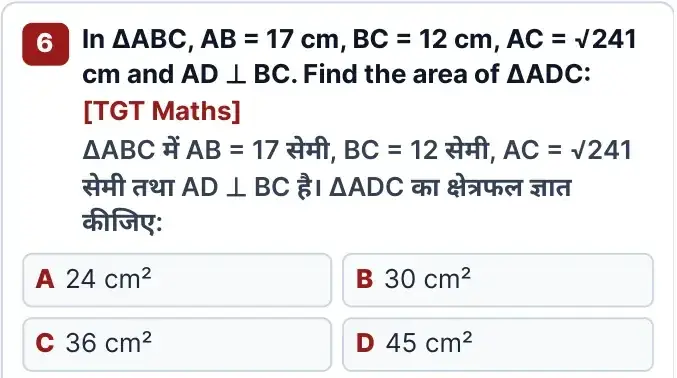 6 In ΔABC, AB = 17 cm, BC = 12 cm, AC = √241
cm and AD ⊥ BC. Find the area of ΔADC:
[TGT Maths]
ΔABC में AB = 17 सेमी, BC = 12 सेमी, AC = √241
सेमी तथा AD ⊥ BC है। ΔADC का क्षेत्रफल ज्ञात
कीजिए:
A 24 cm² B 30 cm²
C 36 cm² D 45 cm²